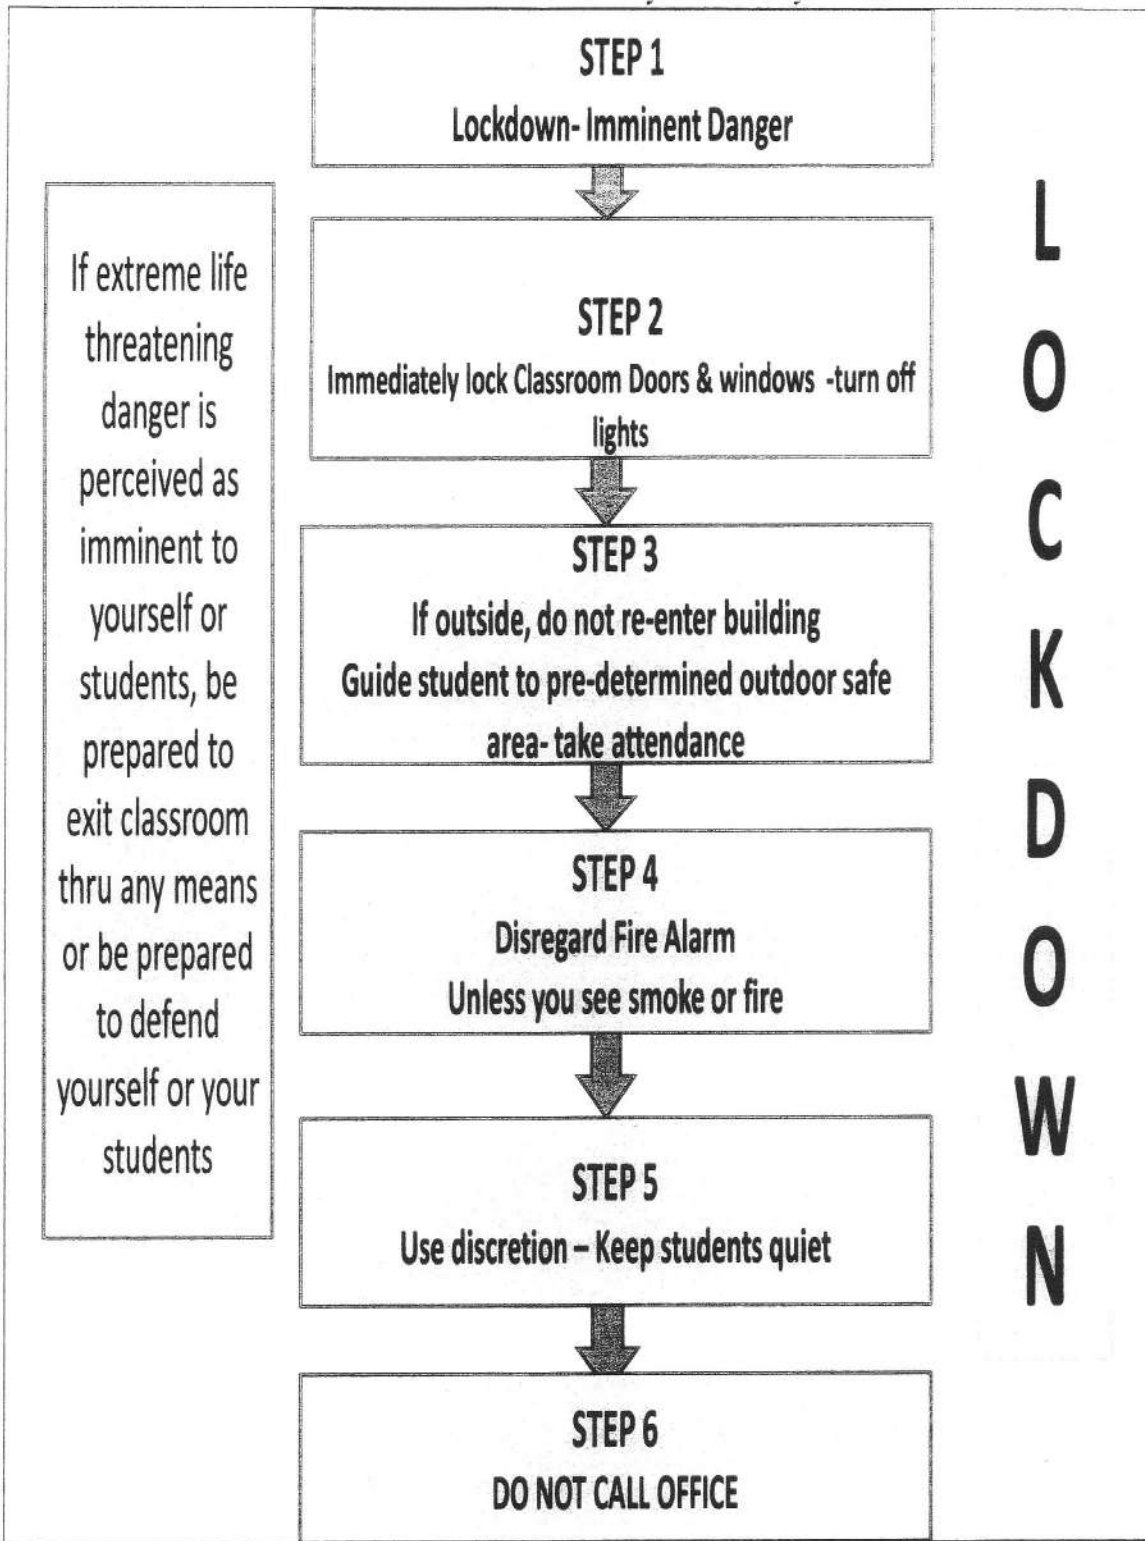 STEP 1
Lockdown- Imminent Danger
If extreme life
threatening
danger is
perceived as
imminent to
yourself or
students, be
prepared to
exit classroom
thru any means
or be prepared
to defend
yourself or your
students
STEP 2
Immediately lock Classroom Doors & windows -turn off
lights
STEP 3
If outside, do not re-enter building
Guide student to pre-determined outdoor safe
area- take attendance
STEP 4
Disregard Fire Alarm
Unless you see smoke or fire
STEP 5
Use discretion – Keep students quiet
STEP 6
DO NOT CALL OFFICE
L
O
C
K
D
O
W
N